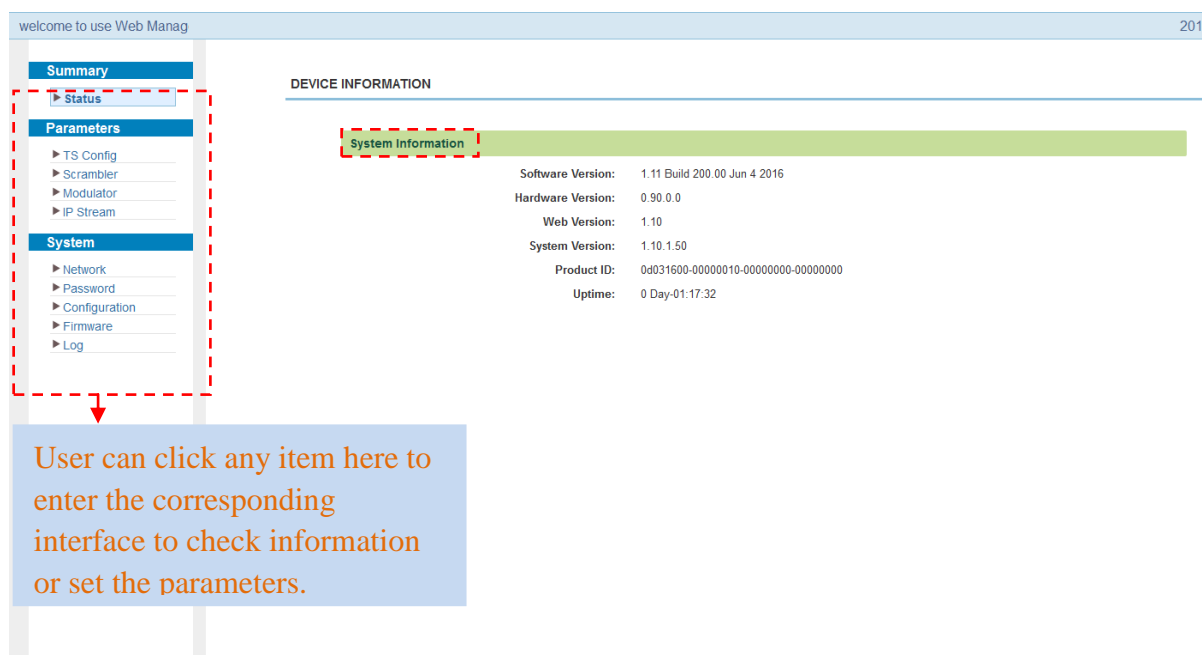 welcome to use Web Manag
201
Summary
Status
Parameters
TS Config
Scrambler
Modulator
IP Stream
System
Network
Password
Configuration
Firmware
Log
DEVICE INFORMATION
System Information
Software Version: 1.11 Build 200.00 Jun 4 2016
Hardware Version: 0.90.0.0
Web Version: 1.10
System Version: 1.10.1.50
Product ID: 0d031600-00000010-00000000-00000000
Uptime: 0 Day-01:17:32
User can click any item here to
enter the corresponding
interface to check information
or set the parameters.